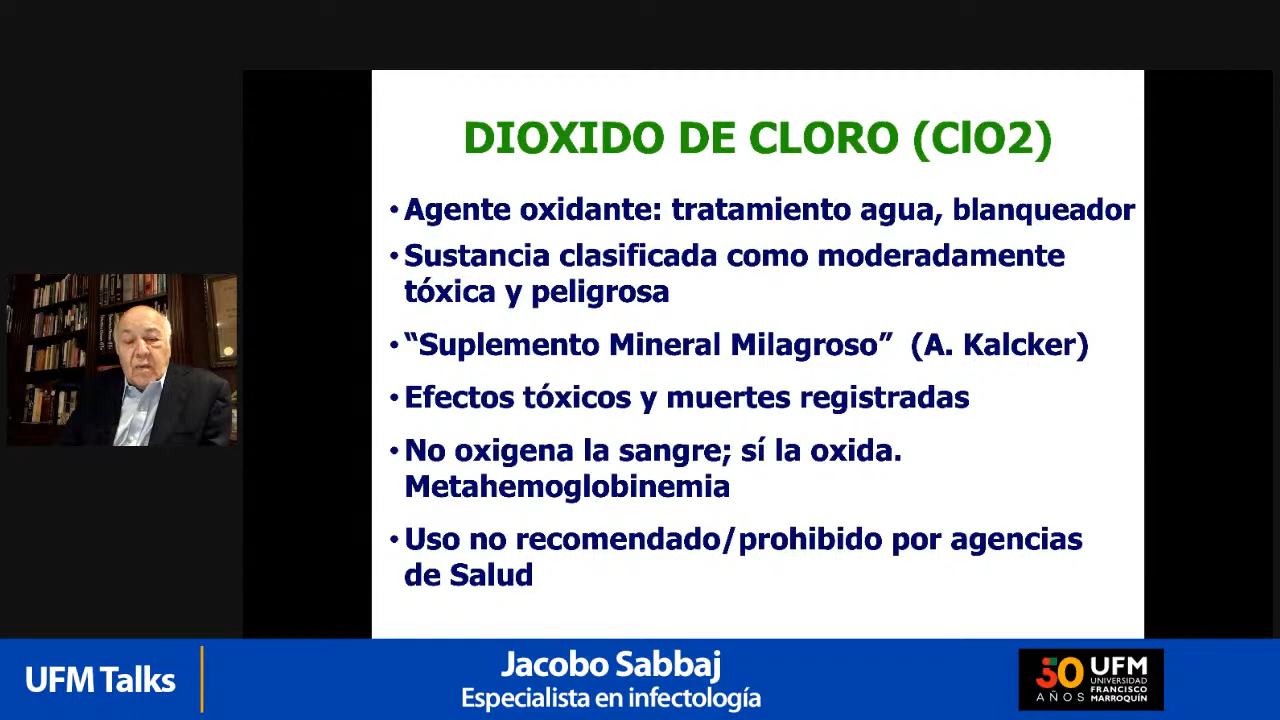 DIOXIDO DE CLORO (ClO2)
• Agente oxidante: tratamiento agua, blanqueador
• Sustancia clasificada como moderadamente
tóxica y peligrosa
• “Suplemento Mineral Milagroso” (A. Kalcker)
• Efectos tóxicos y muertes registradas
• No oxigena la sangre; sí la oxida.
Metahemoglobinemia
• Uso no recomendado/prohibido por agencias
de Salud
UFM Talks
Jacobo Sabbaj
Especialista en infectología
50
AÑOS
UFM
UNIVERSIDAD
FRANCISCO
MARROQUÍN